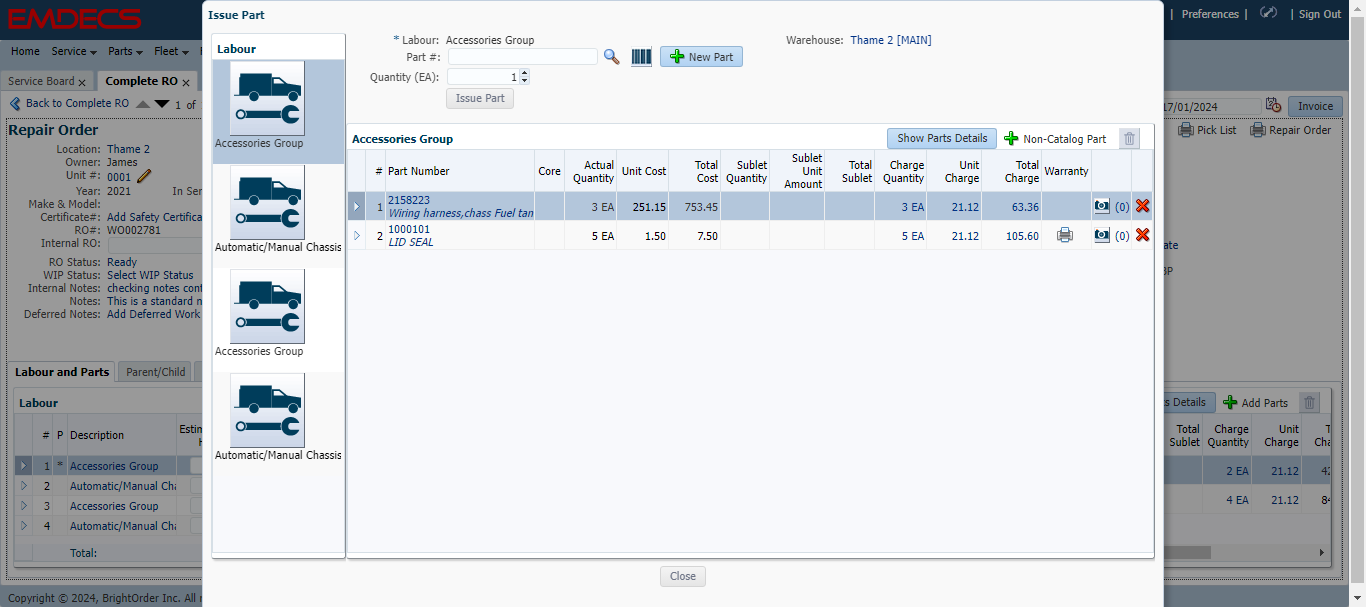 EMDECS
Issue Part
| Preferences | | Sign Out
Home Service Parts Fleet
Service Board x Complete RO x
Back to Complete RO 1 of
17/01/2024 Invoice
Pick List Repair Order
Repair Order
Location: Thame 2
Owner: James
Unit #: 0001
Year: 2021 In Ser
Make & Model:
Certificate#: Add Safety Certifica
RO#: WO002781
Internal RO:
RO Status: Ready
WIP Status: Select WIP Status
Internal Notes: checking notes cont
Notes: This is a standard n
Deferred Notes: Add Deferred Work
Labour and Parts Parent/Child
Labour
# P Description Estim
H
1 * Accessories Group
2 Automatic/Manual Cha
3 Accessories Group
4 Automatic/Manual Cha
Total:
Copyright © 2024, BrightOrder Inc. All
Labour
Accessories Group
Automatic/Manual Chassis
Accessories Group
Automatic/Manual Chassis
* Labour: Accessories Group
Warehouse: Thame 2 [MAIN]
Part #: New Part
Quantity (EA): 1
Issue Part
Accessories Group Show Parts Details Non-Catalog Part
# Part Number Core Actual Quantity Unit Cost Total Cost Sublet Quantity Sublet Unit Amount Total Sublet Charge Quantity Unit Charge Total Charge Warranty
1 2158223 3 EA 251.15 753.45 3 EA 21.12 63.36 (0)
Wiring harness,chass Fuel tan
2 1000101 5 EA 1.50 7.50 5 EA 21.12 105.60 (0)
LID SEAL
Close
ate
BP
s Details Add Parts
Total Sublet Charge Quantity Unit Charge T
Cha
2 EA 21.12 42
4 EA 21.12 84